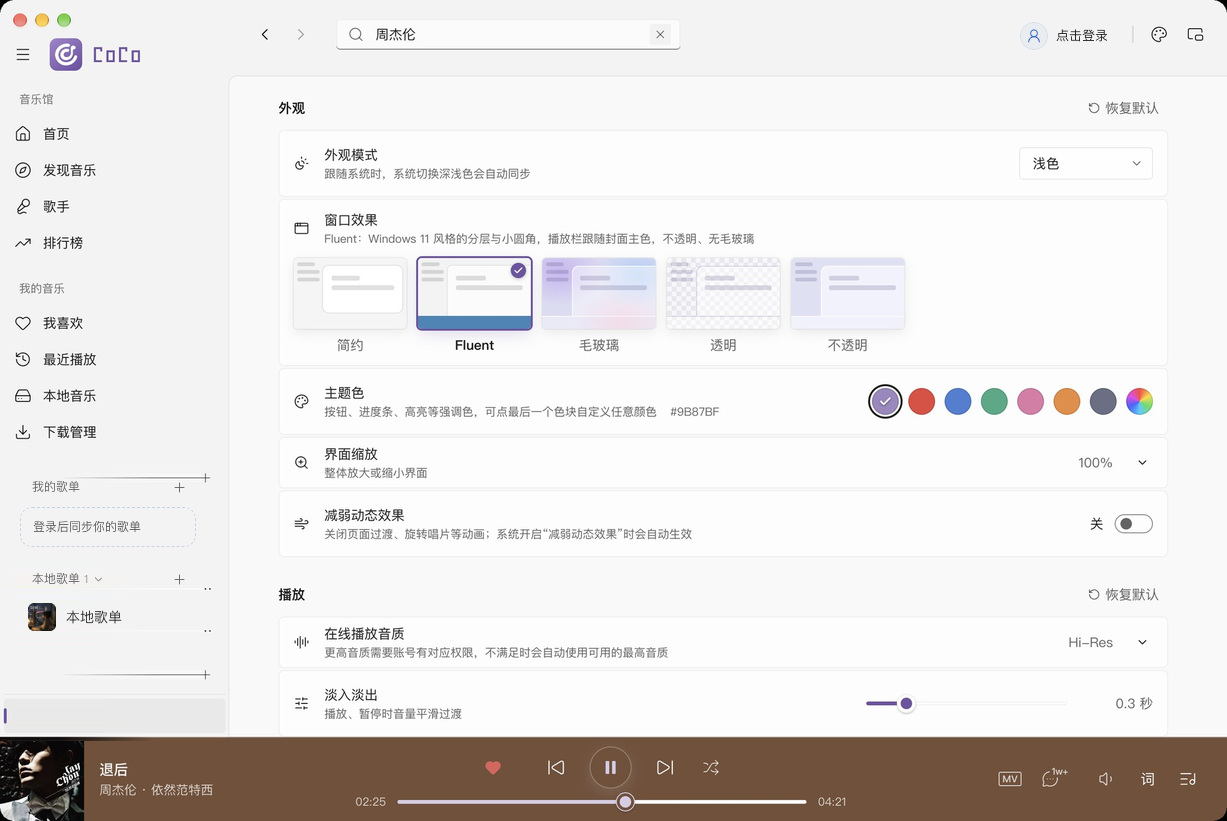 周杰伦
点击登录
CoCo
音乐馆
首页
发现音乐
歌手
排行榜
我的音乐
我喜欢
最近播放
本地音乐
下载管理
我的歌单
登录后同步你的歌单
本地歌单 1
本地歌单
外观
恢复默认
外观模式
跟随系统时，系统切换深浅色会自动同步
浅色
窗口效果
Fluent：Windows 11 风格的分层与小圆角，播放栏跟随封面主色，不透明、无毛玻璃
简约
Fluent
毛玻璃
透明
不透明
主题色
按钮、进度条、高亮等强调色，可点最后一个色块自定义任意颜色 #9B87BF
界面缩放
整体放大或缩小界面
100%
减弱动态效果
关闭页面过渡、旋转唱片等动画；系统开启“减弱动态效果”时会自动生效
关
播放
恢复默认
在线播放音质
更高音质需要账号有对应权限，不满足时会自动使用可用的最高音质
Hi-Res
淡入淡出
播放、暂停时音量平滑过渡
0.3 秒
Jay
Chou
退后
周杰伦 · 依然范特西
02:25
04:21
MV
1w+
词